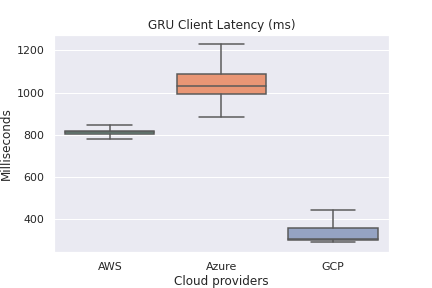 GRU Client Latency (ms)
1200
1000
800
600
400
Milliseconds
AWS Azure GCP
Cloud providers